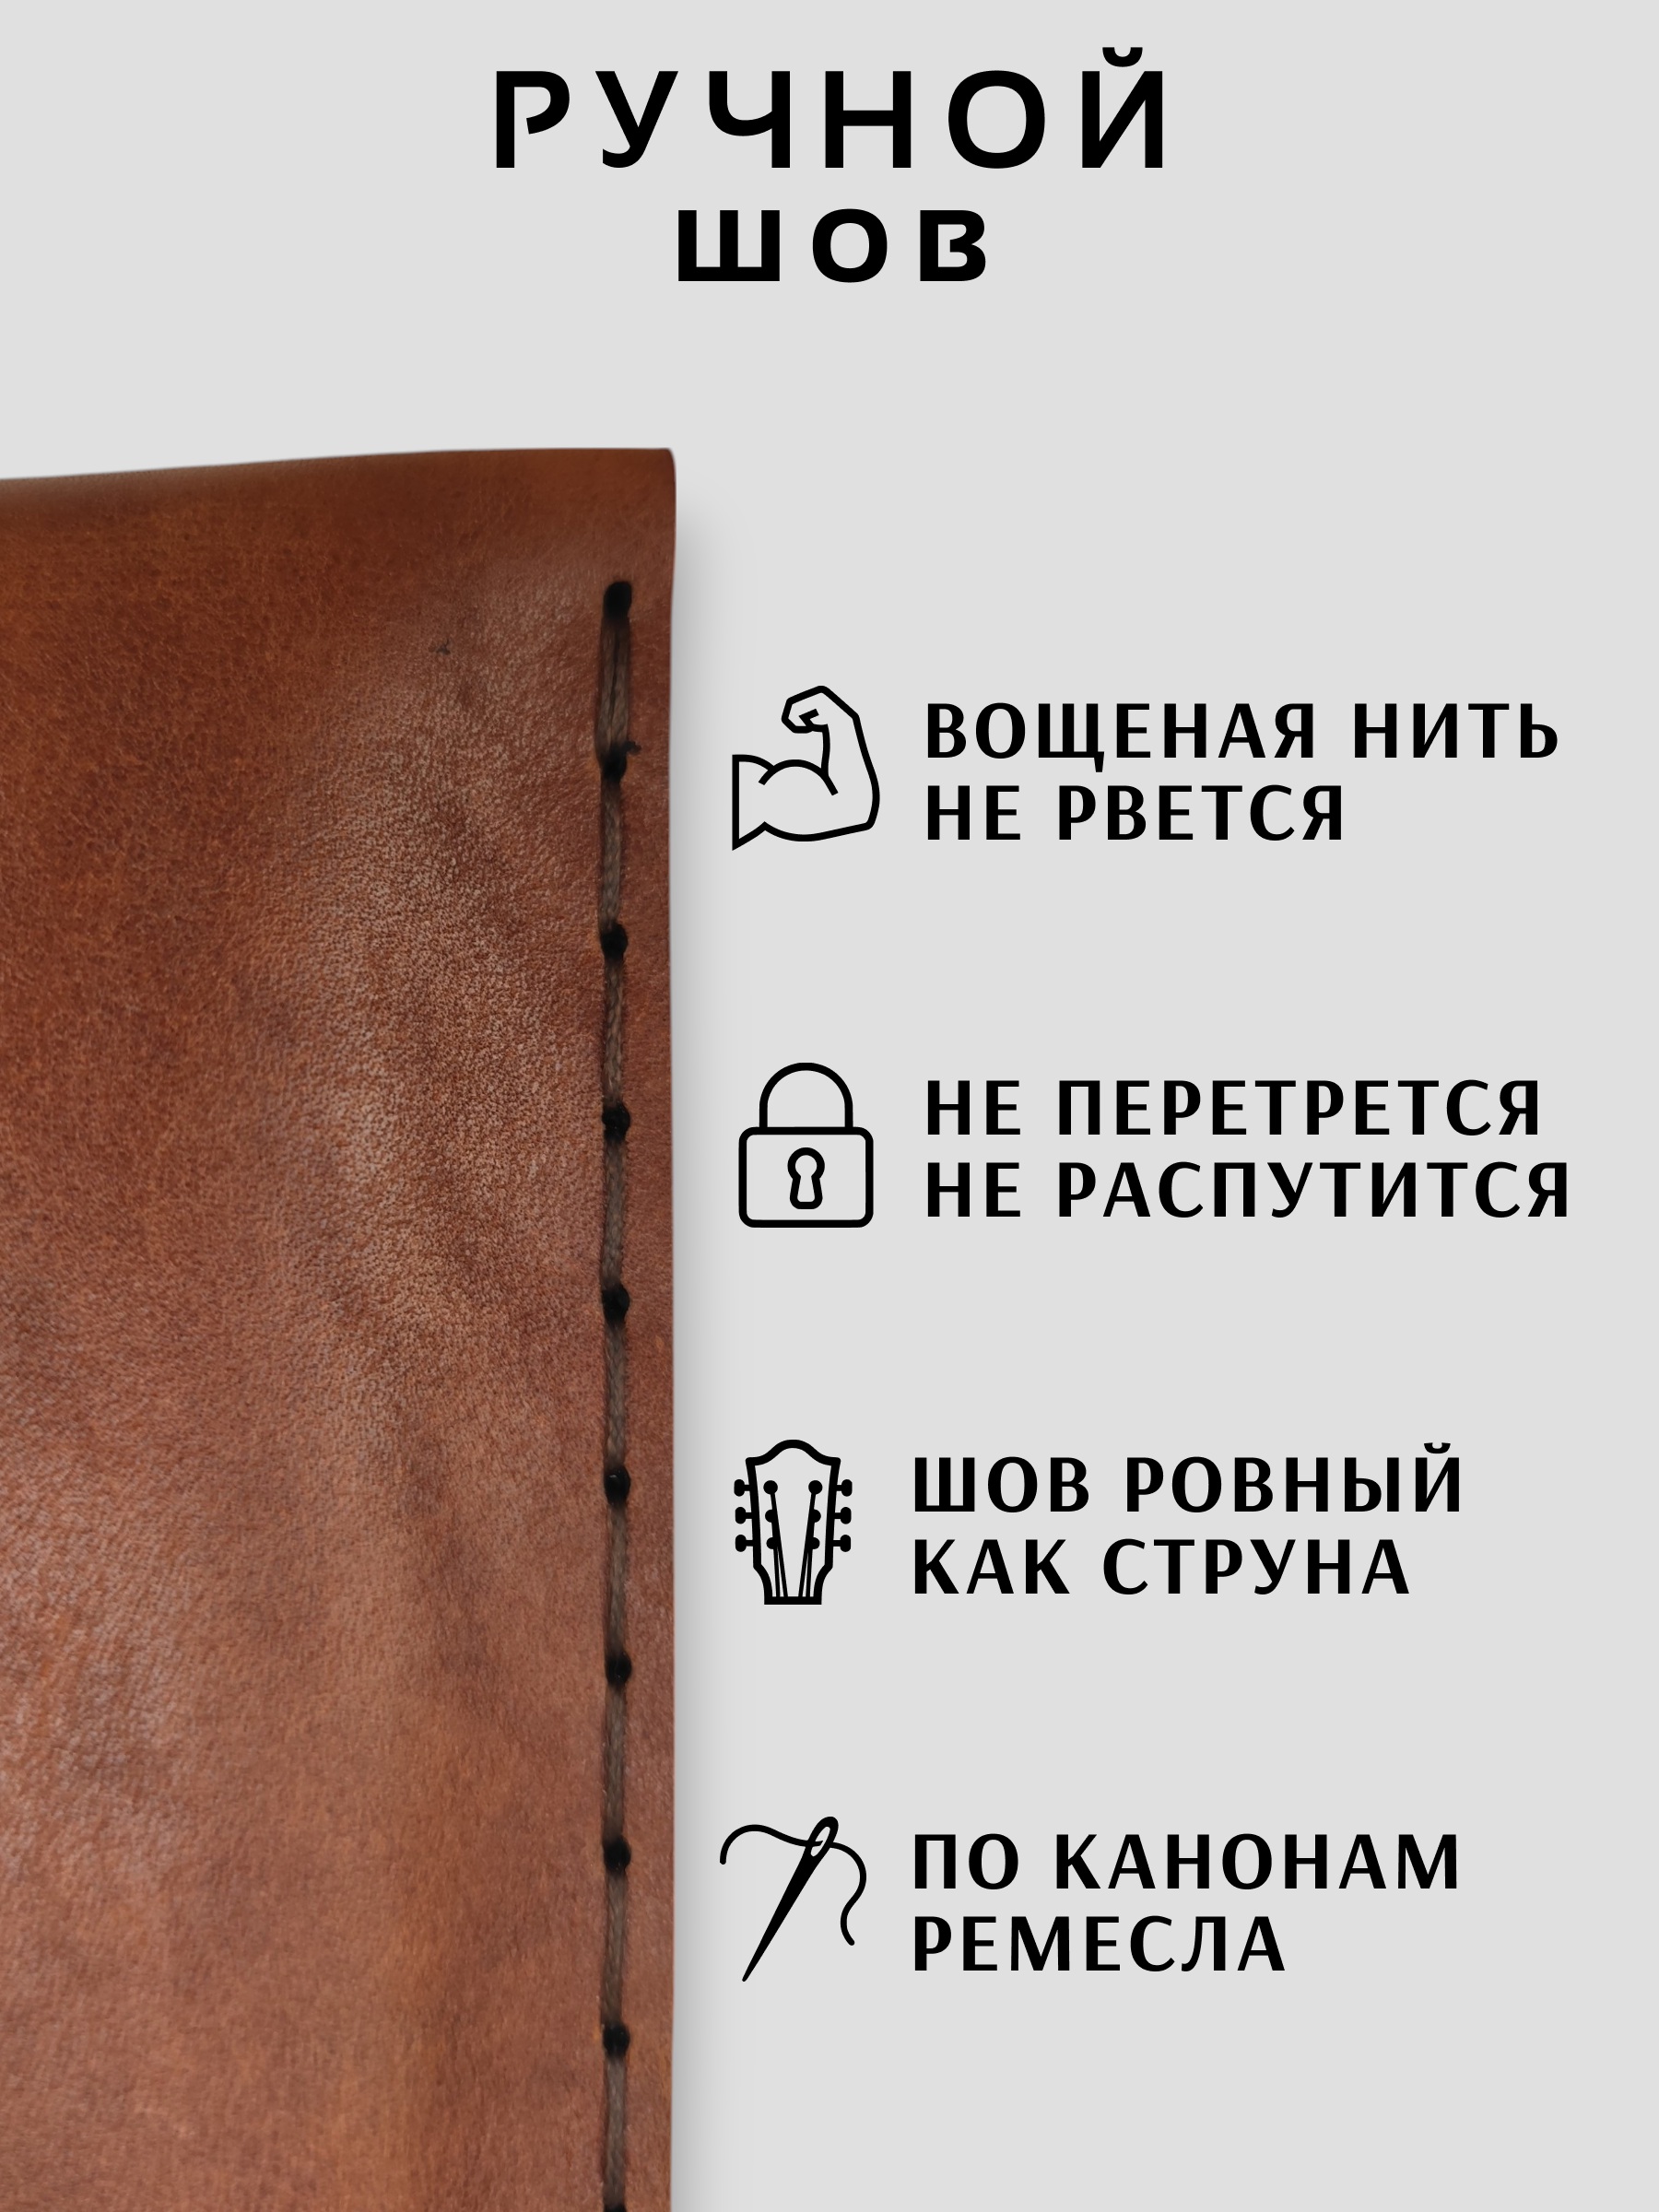 РУЧНОЙ
ШОВ
ВОЩЕНАЯ НИТЬ
НЕ РВЕТСЯ
НЕ ПЕРЕТРЕТСЯ
НЕ РАСПУТИТСЯ
ШОВ РОВНЫЙ
КАК СТРУНА
ПО КАНОНАМ
РЕМЕСЛА